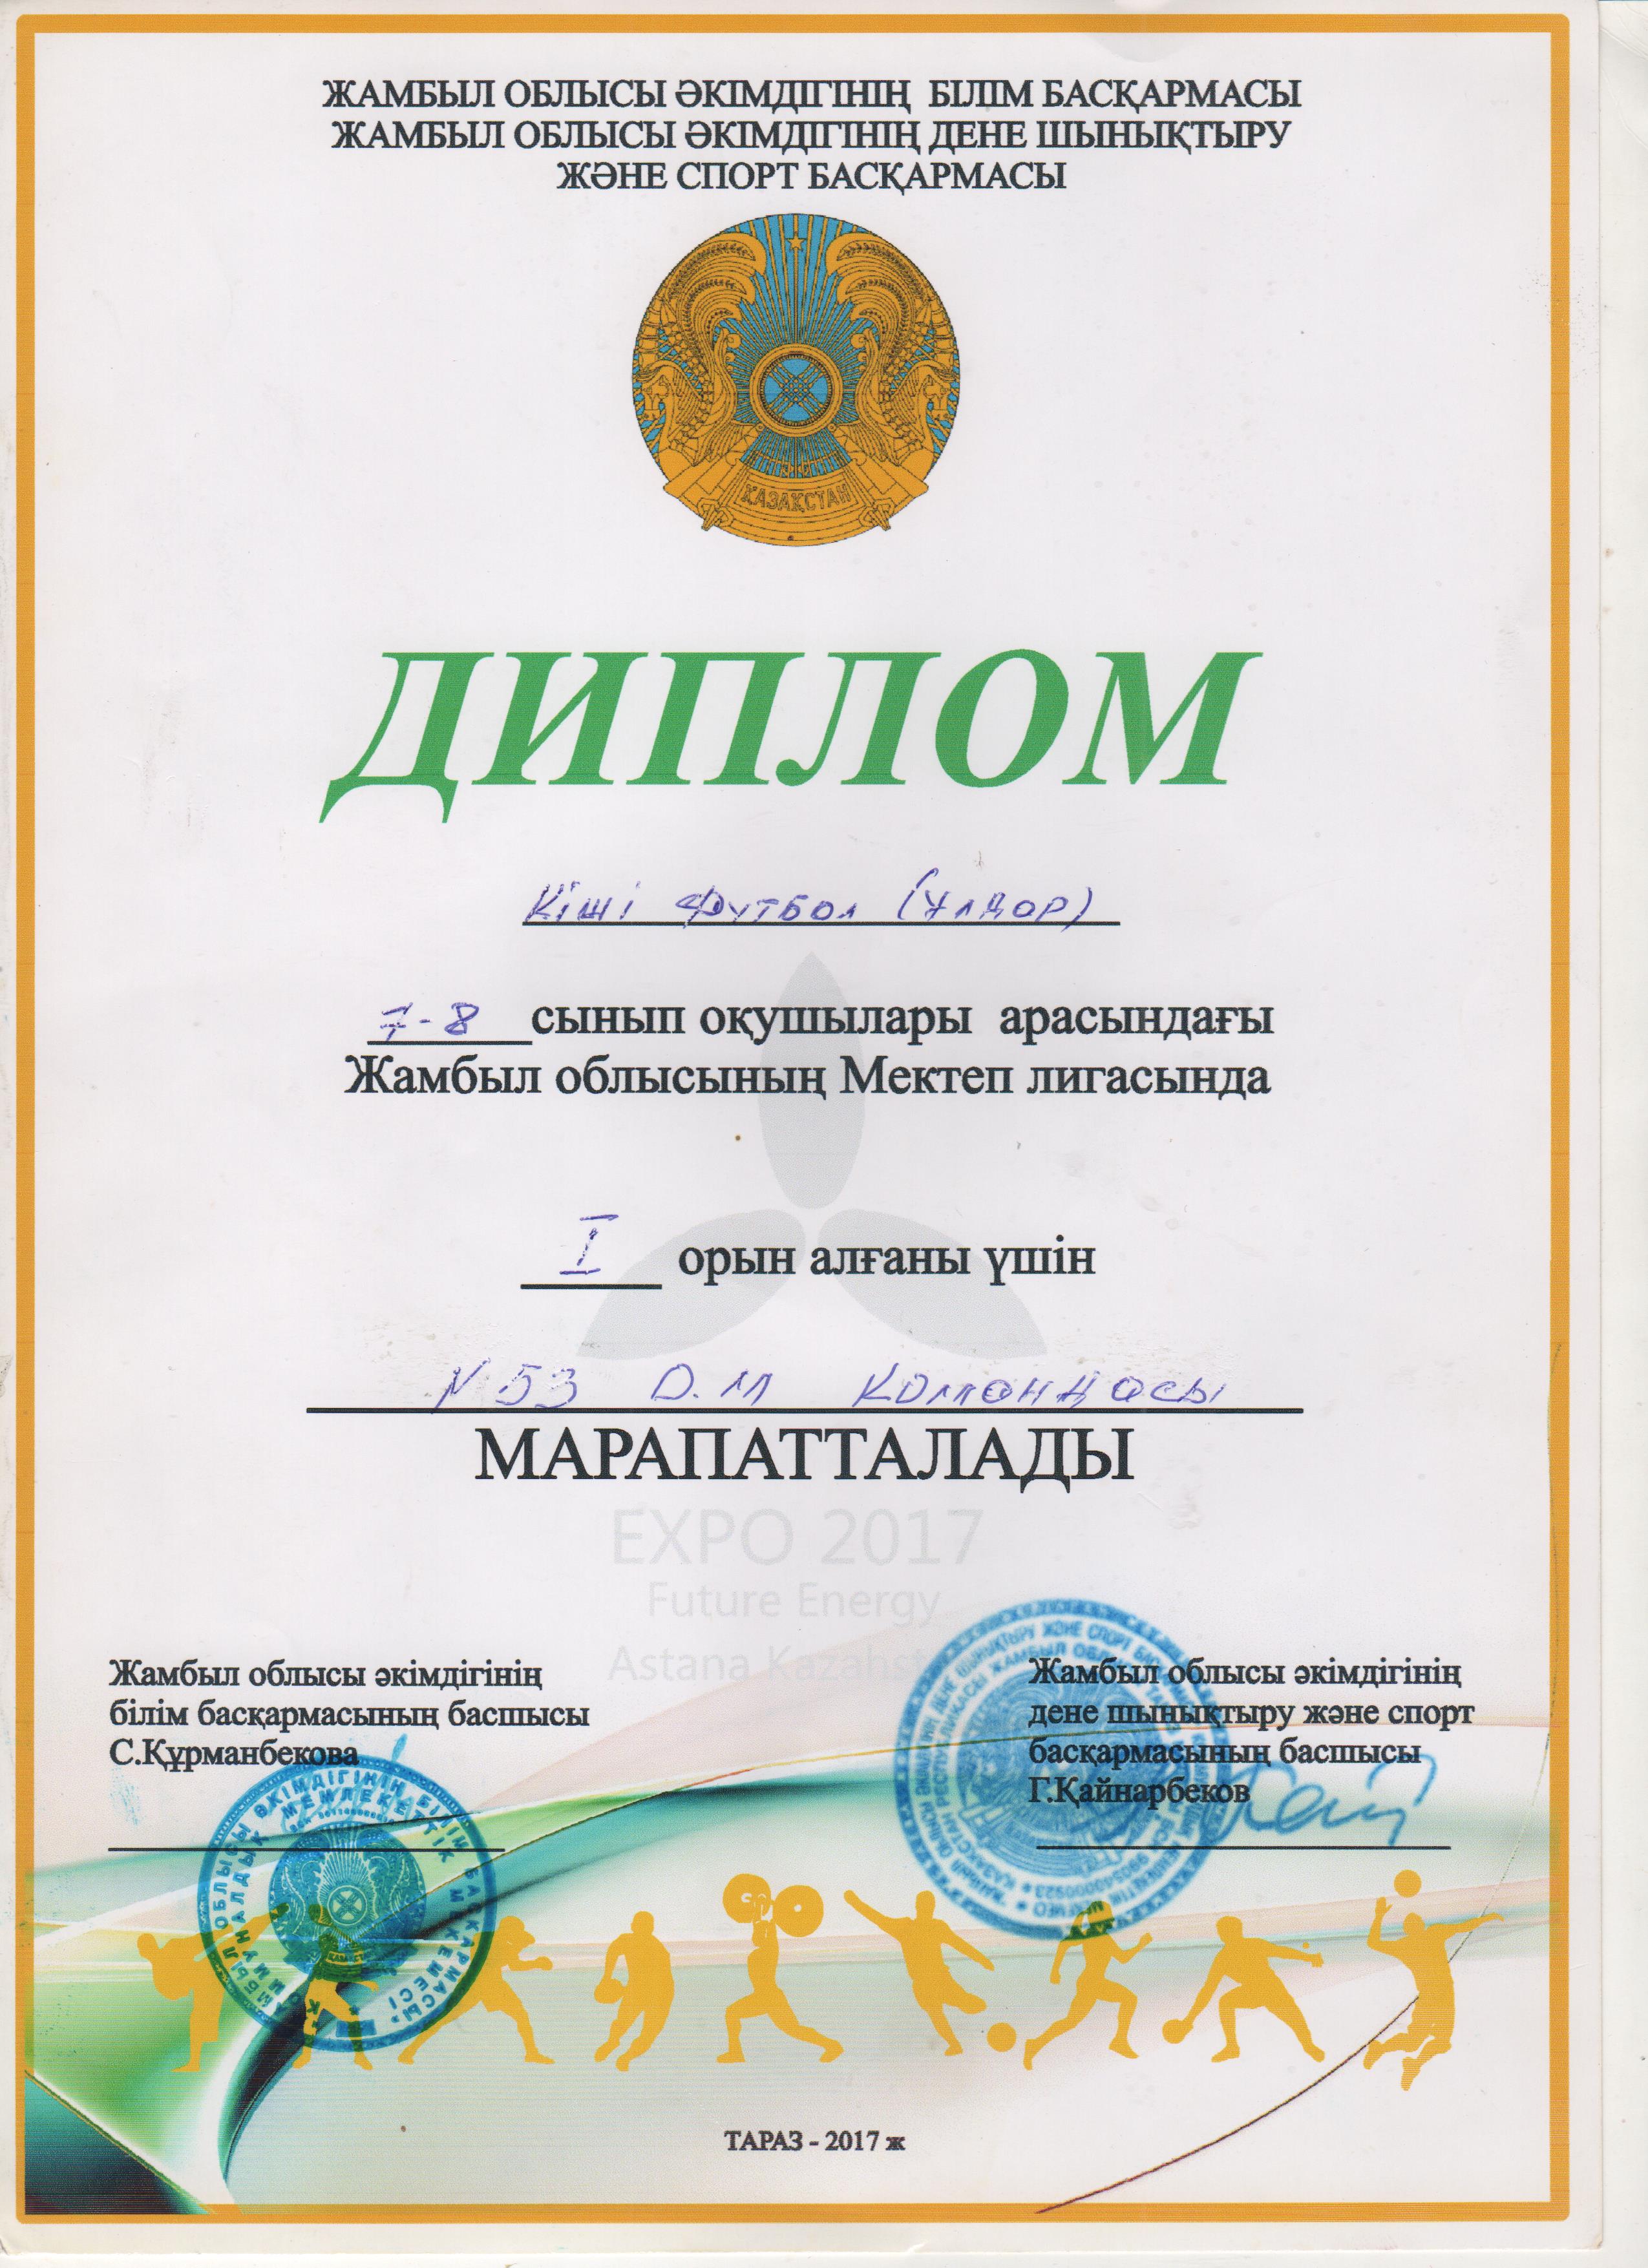 ЖАМБЫЛ ОБЛЫСЫ ӘКІМДІГІНІҢ БІЛІМ БАСҚАРМАСЫ
ЖАМБЫЛ ОБЛЫСЫ ӘКІМДІГІНІҢ ДЕНЕ ШЫНЫҚТЫРУ
ЖӘНЕ СПОРТ БАСҚАРМАСЫ
ҚАЗАҚСТАН
ДИПЛОМ
Кіші Футбол (Ұлдар)
7-8 сынып оқушылары арасындағы
Жамбыл облысының Мектеп лигасында
I орын алғаны үшін
N 53 О.М Командасы
МАРАПАТТАЛАДЫ
EXPO 2017
Future Energy
Astana
Жамбыл облысы әкімдігінің
білім басқармасының басшысы
С.Құрманбекова
Жамбыл облысы әкімдігінің
дене шынықтыру және спорт
басқармасының басшысы
Г.Қайнарбеков
ТАРАЗ - 2017 ж